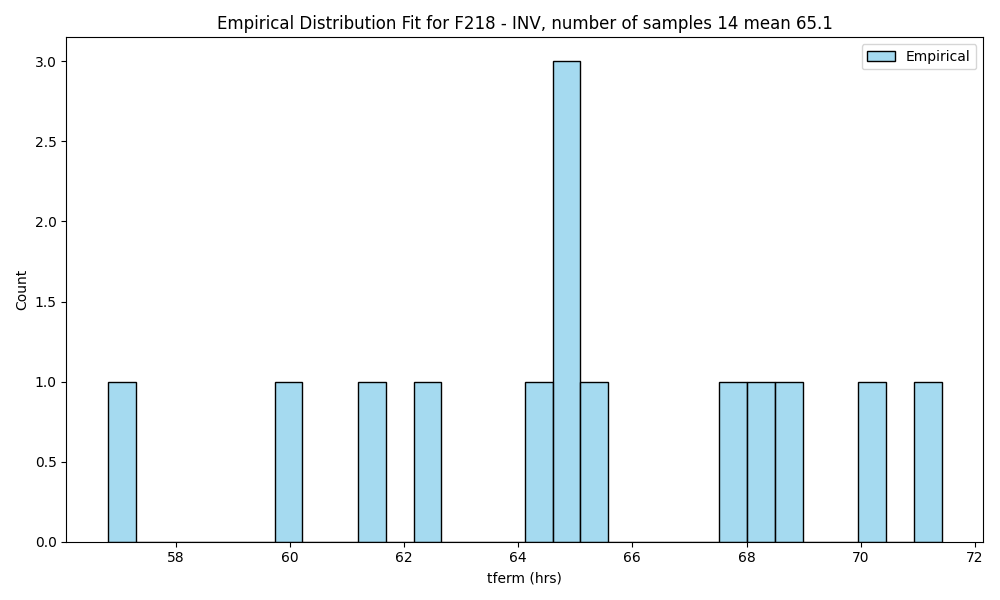 Empirical Distribution Fit for F218 - INV, number of samples 14 mean 65.1
Empirical
3.0
2.5
2.0
1.5
1.0
0.5
0.0
Count
58 60 62 64 66 68 70 72
tferm (hrs)